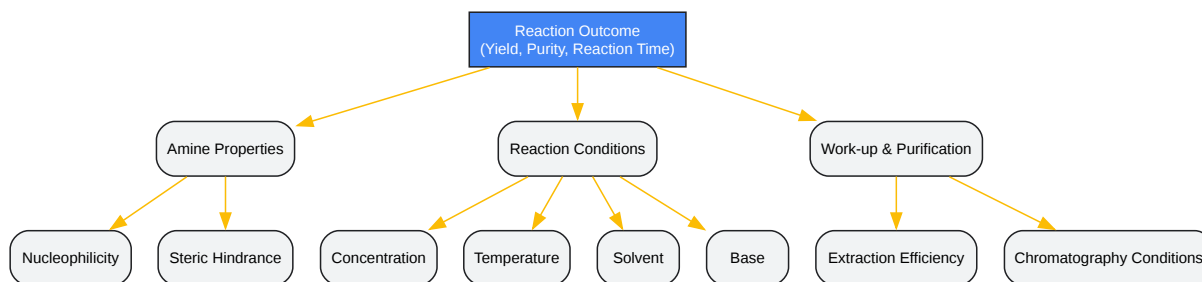 Reaction Outcome
(Yield, Purity, Reaction Time)
Amine Properties
Reaction Conditions
Work-up & Purification
Nucleophilicity
Steric Hindrance
Concentration
Temperature
Solvent
Base
Extraction Efficiency
Chromatography Conditions